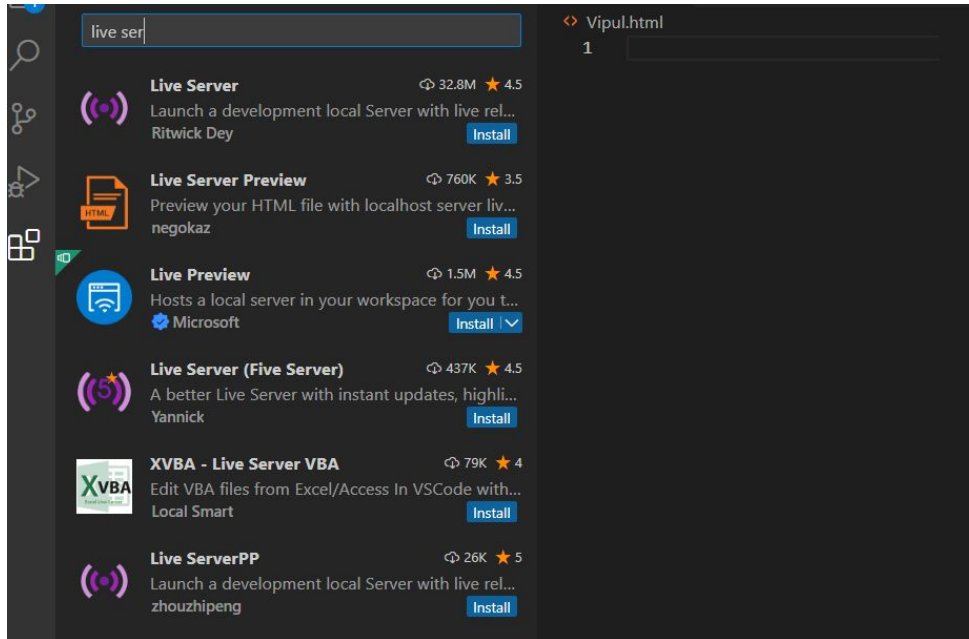 live ser
Live Server 32.8M 4.5
Launch a development local Server with live rel...
Ritwick Dey Install
Live Server Preview 760K 3.5
Preview your HTML file with localhost server liv...
negokaz Install
HTML
Live Preview 1.5M 4.5
Hosts a local server in your workspace for you t...
Microsoft Install
Live Server (Five Server) 437K 4.5
A better Live Server with instant updates, highli...
Yannick Install
5
XVBA - Live Server VBA 79K 4
Edit VBA files from Excel/Access In VSCode with...
Local Smart Install
XVBA
Live ServerPP 26K 5
Launch a development local Server with live rel...
zhouzhipeng Install
<> Vipul.html
1